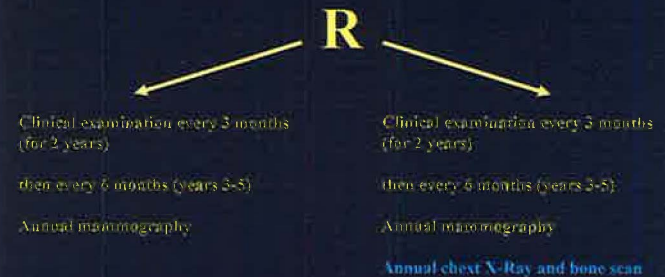 R
Clinical examination every 3 months
(for 2 years)
then every 6 months (years 3-5)
Annual mammography
Clinical examination every 3 months
(for 2 years)
then every 6 months (years 3-5)
Annual mammography
Annual chest X-Ray and bone scan